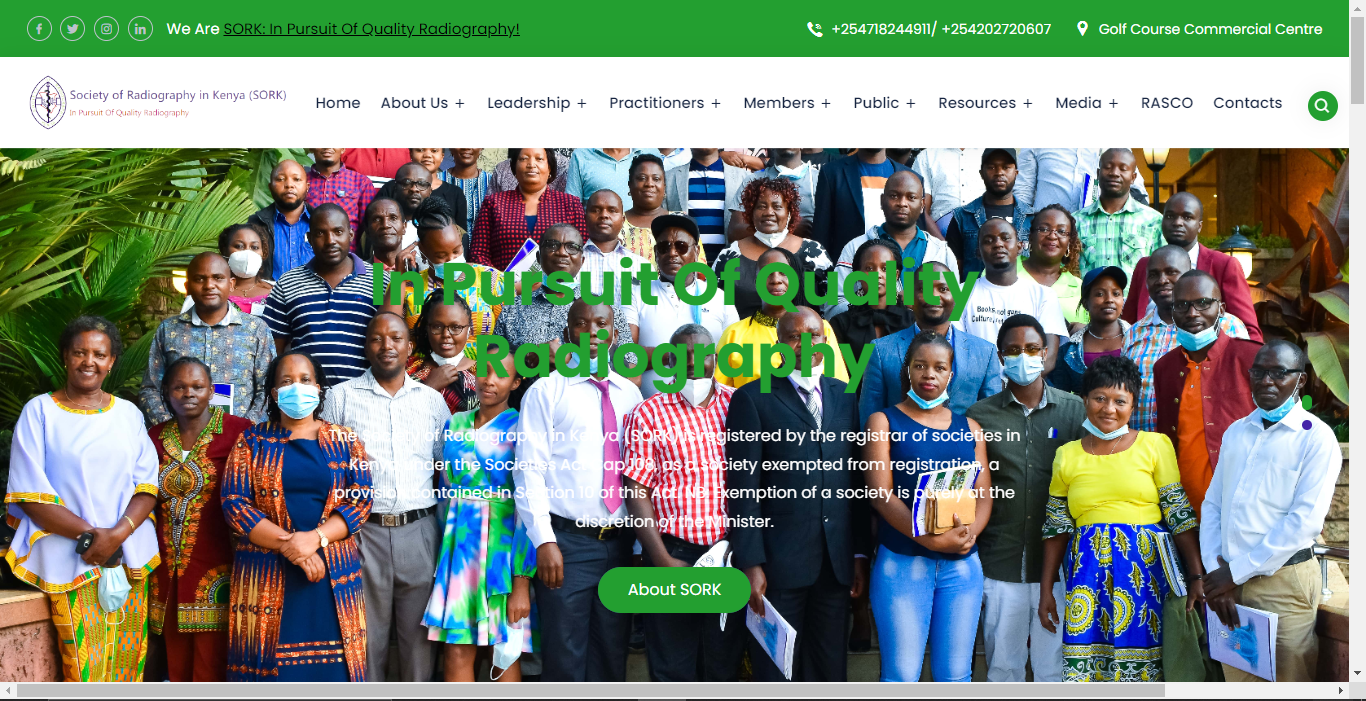 We Are SORK: In Pursuit Of Quality Radiography!
+254718244911/ +254202720607
Golf Course Commercial Centre
Society of Radiography in Kenya (SORK)
In Pursuit Of Quality Radiography
Home About Us + Leadership + Practitioners + Members + Public + Resources + Media + RASCO Contacts
In Pursuit Of Quality
Radiography
The Society of Radiography in Kenya (SORK) is registered by the registrar of societies in
Kenya under the Societies Act Cap 108, as a society exempted from registration, a
provision contained in Section 10 of this Act. NB: Exemption of a society is purely at the
discretion of the Minister.
About SORK